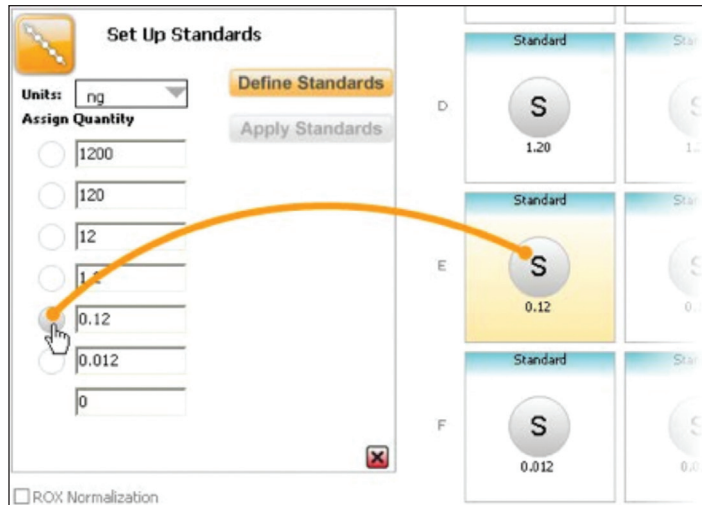 Set Up Standards
Units: ng
Define Standards
Assign Quantity
Apply Standards
1200
120
12
0.12
0.012
0
ROX Normalization
Standard
D
S
1.20
Standard
E
S
0.12
Standard
F
S
0.012